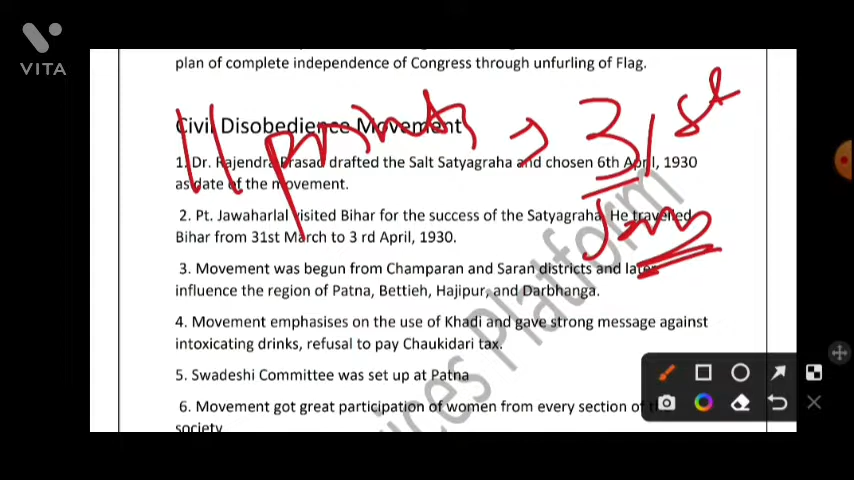 VITA
plan of complete independence of Congress through unfurling of Flag.
11 points → 31st
Jan
Civil Disobedience Movement
1. Dr. Rajendra Prasad drafted the Salt Satyagraha and chosen 6th April, 1930
as date of the movement.
2. Pt. Jawaharlal visited Bihar for the success of the Satyagraha. He travelled
Bihar from 31st March to 3 rd April, 1930.
3. Movement was begun from Champaran and Saran districts and later
influence the region of Patna, Bettieh, Hajipur, and Darbhanga.
4. Movement emphasises on the use of Khadi and gave strong message against
intoxicating drinks, refusal to pay Chaukidari tax.
5. Swadeshi Committee was set up at Patna
6. Movement got great participation of women from every section of the
society
ices Platform